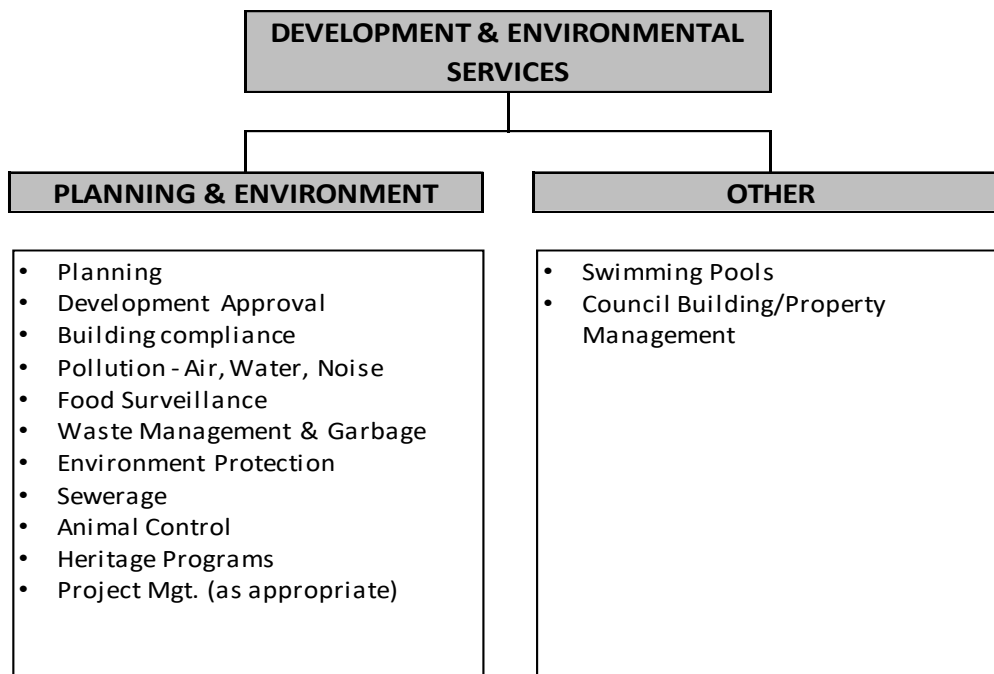 DEVELOPMENT & ENVIRONMENTAL
SERVICES
PLANNING & ENVIRONMENT
• Planning
• Development Approval
• Building compliance
• Pollution - Air, Water, Noise
• Food Surveillance
• Waste Management & Garbage
• Environment Protection
• Sewerage
• Animal Control
• Heritage Programs
• Project Mgt. (as appropriate)
OTHER
• Swimming Pools
• Council Building/Property
Management